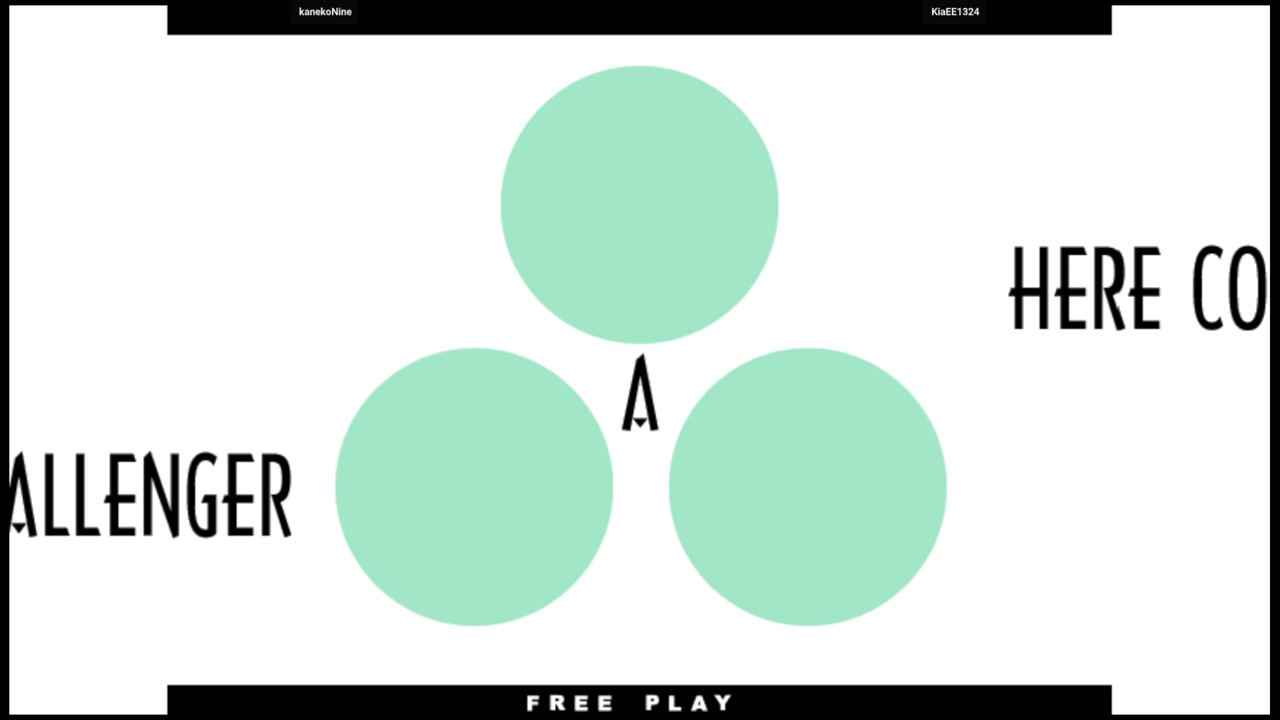 kanekoNine
KiaEE1324
HERE CO
A
ALLENGER
FREE PLAY